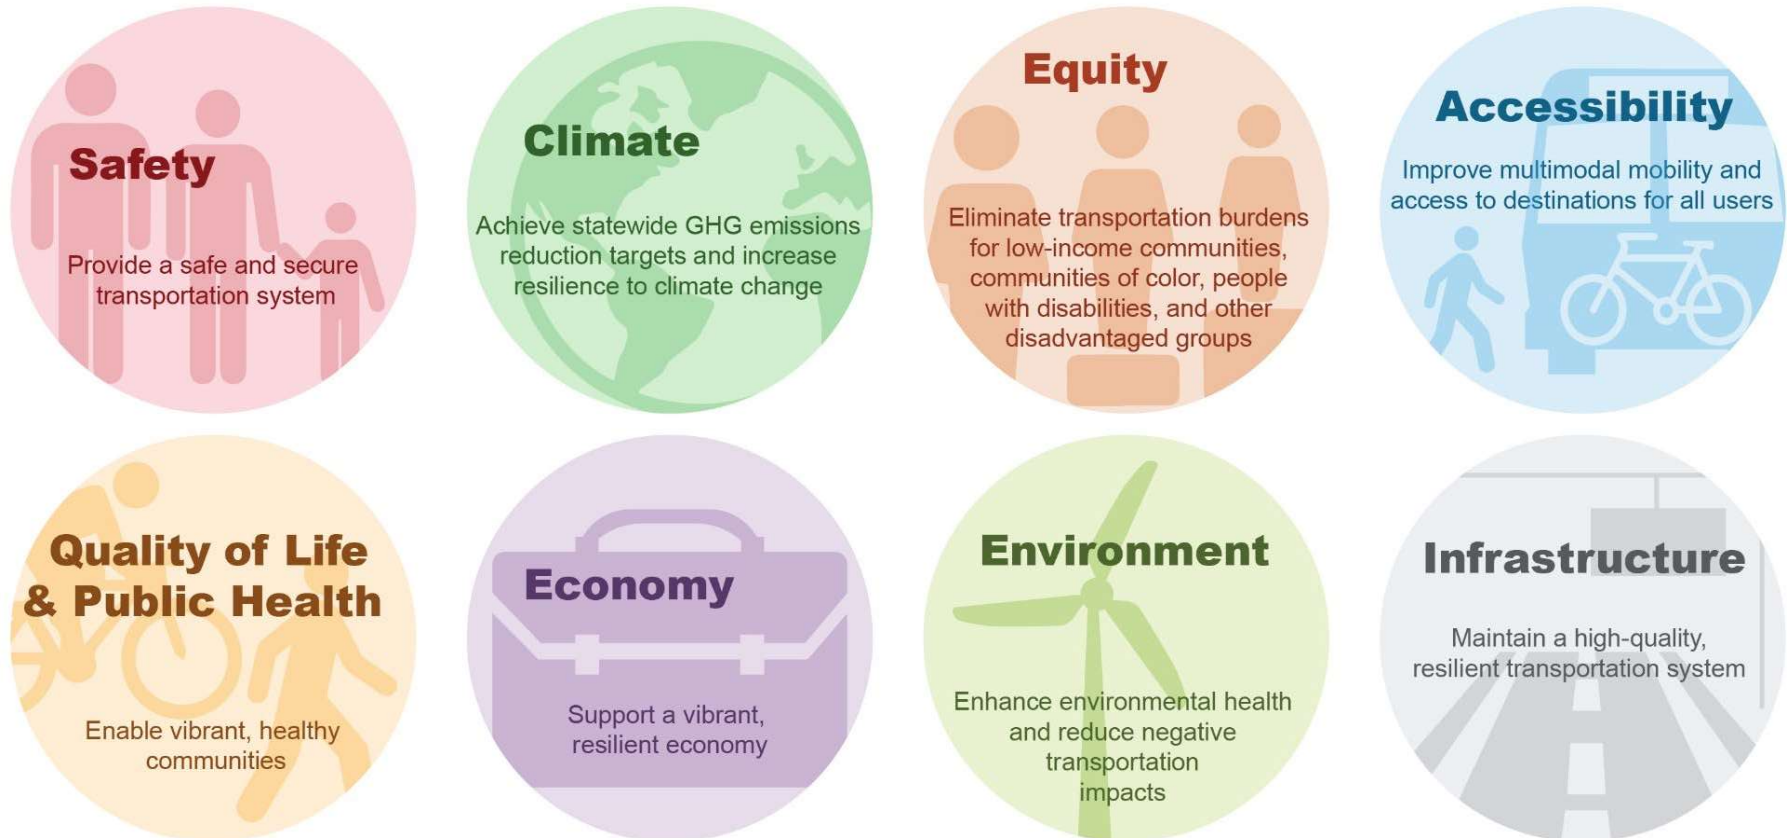 Safety
Provide a safe and secure
transportation system
Climate
Achieve statewide GHG emissions
reduction targets and increase
resilience to climate change
Equity
Eliminate transportation burdens
for low-income communities,
communities of color, people
with disabilities, and other
disadvantaged groups
Accessibility
Improve multimodal mobility and
access to destinations for all users
Quality of Life
& Public Health
Enable vibrant, healthy
communities
Economy
Support a vibrant,
resilient economy
Environment
Enhance environmental health
and reduce negative
transportation
impacts
Infrastructure
Maintain a high-quality,
resilient transportation system